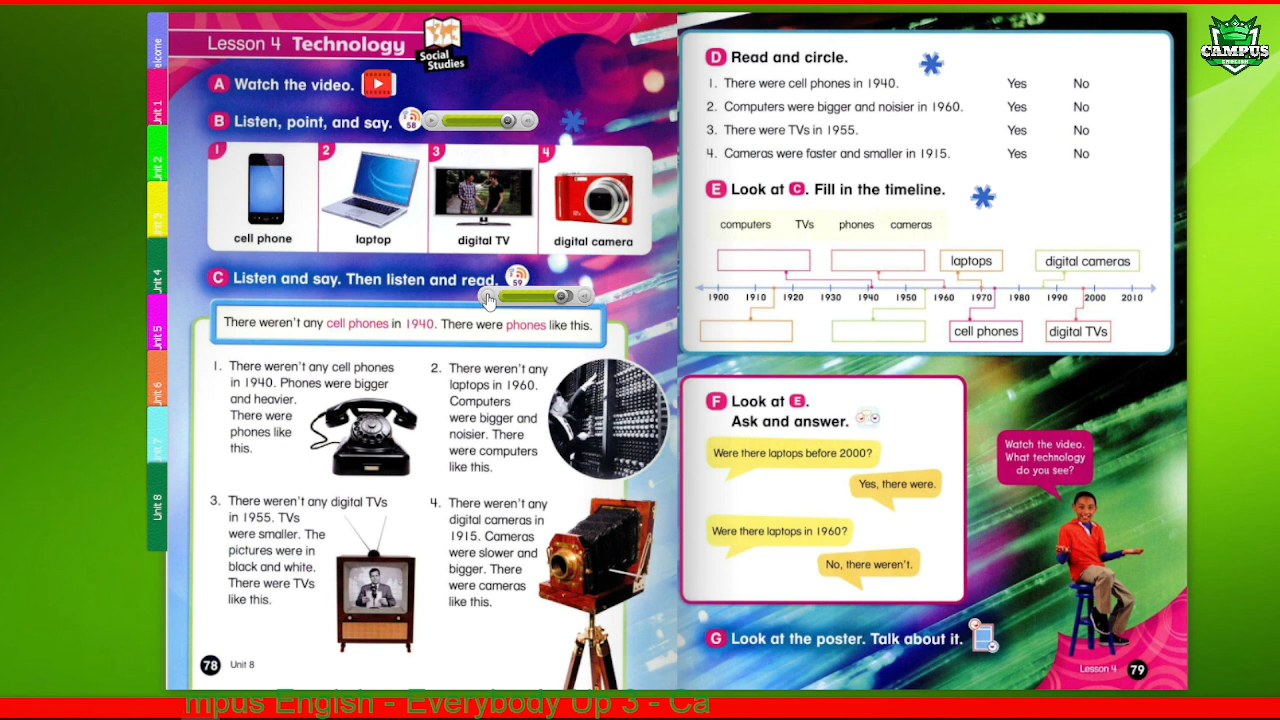 Lesson 4 Technology
Social
Studies
A Watch the video.
B Listen, point, and say.
58
1
2
3
4
cell phone
laptop
digital TV
digital camera
C Listen and say. Then listen and read.
59
There weren't any cell phones in 1940. There were phones like this.
1. There weren't any cell phones
in 1940. Phones were bigger
and heavier.
There were
phones like
this.
2. There weren't any
laptops in 1960.
Computers
were bigger and
noisier. There
were computers
like this.
3. There weren't any digital TVs
in 1955. TVs
were smaller. The
pictures were in
black and white.
There were TVs
like this.
4. There weren't any
digital cameras in
1915. Cameras
were slower and
bigger. There
were cameras
like this.
78 Unit 8
elcome
Unit 1
Unit 2
Unit 3
Unit 4
Unit 5
Unit 6
Unit 7
Unit 8
D Read and circle.
1. There were cell phones in 1940. Yes No
2. Computers were bigger and noisier in 1960. Yes No
3. There were TVs in 1955. Yes No
4. Cameras were faster and smaller in 1915. Yes No
E Look at C. Fill in the timeline.
computers TVs phones cameras
laptops
digital cameras
1900 1910 1920 1930 1940 1950 1960 1970 1980 1990 2000 2010
cell phones
digital TVs
F Look at E.
Ask and answer.
Were there laptops before 2000?
Yes, there were.
Were there laptops in 1960?
No, there weren't.
Watch the video.
What technology
do you see?
G Look at the poster. Talk about it.
Lesson 4 79
CAMPUS
ENGLISH
mpus Engish - Everybody Up 3 - Ca